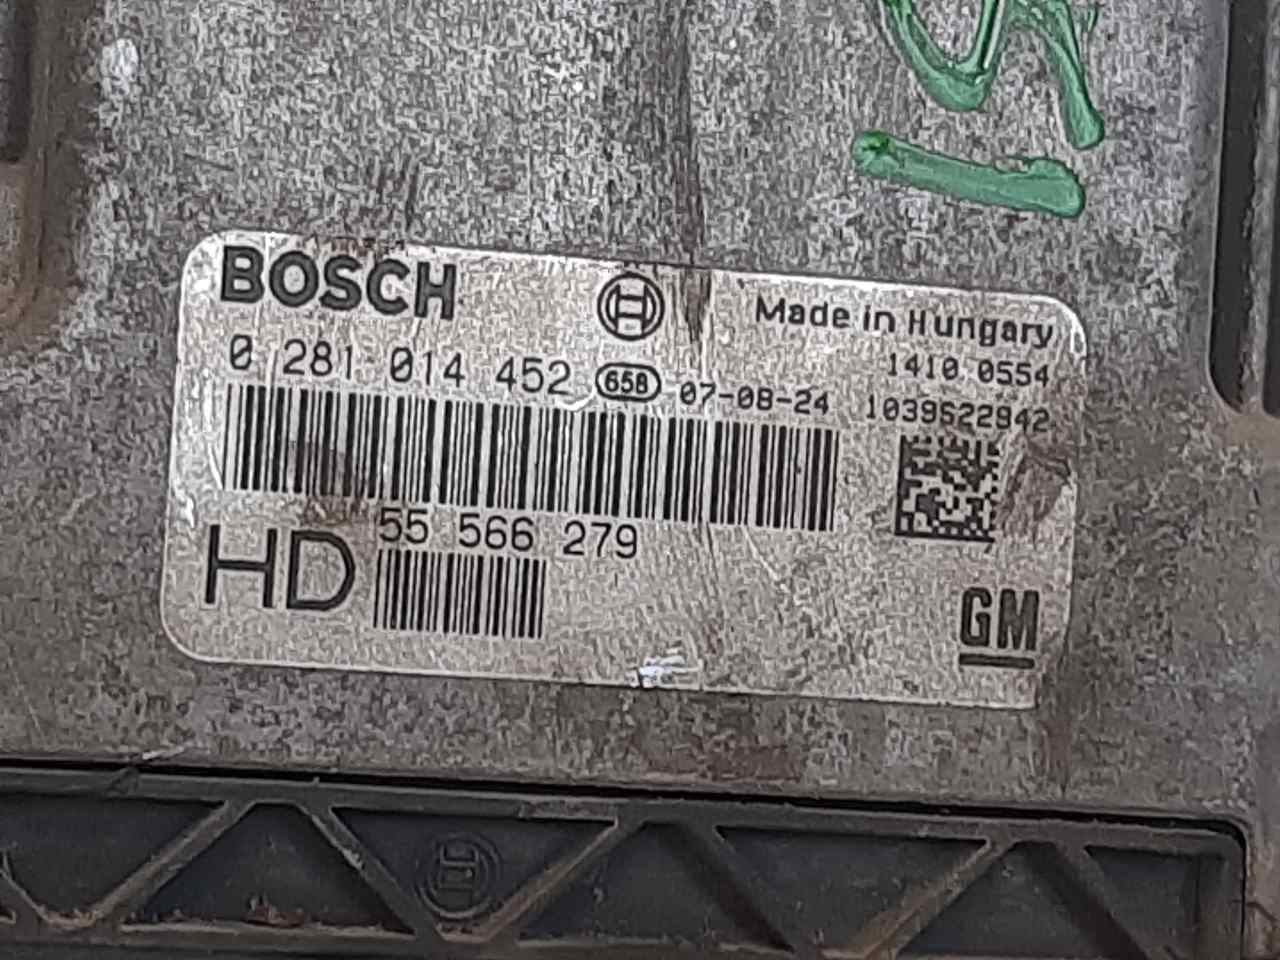 BOSCH
Made in Hungary
0 281 014 452 658 07-08-24
1410 0554
1039S22942
HD 55 566 279
GM